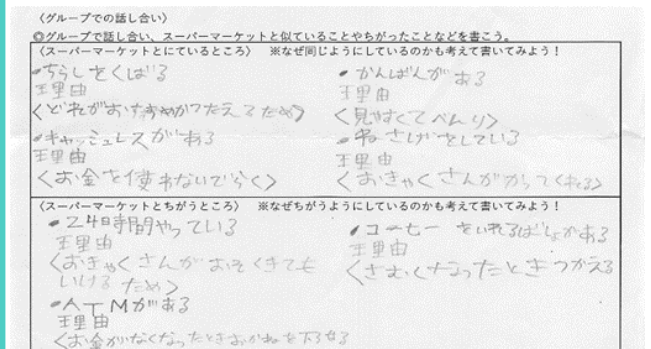 〈グループでの話し合い〉
◎グループで話し合い、スーパーマーケットと似ていることやちがったことなどを書こう。
〈スーパーマーケットとにているところ〉 ※なぜ同じようにしているのかも考えて書いてみよう！
•ちらしをくばる
理由
〈どれがおすすめかつたえるため〉
•キャッシュレスがある
理由
〈お金を使わないでらく〉
•かんばんがある
理由
〈見やすくてべんり〉
•ねさげをしている
理由
〈おきゃくさんがかってくれる〉
〈スーパーマーケットとちがうところ〉 ※なぜちがうようにしているのかも考えて書いてみよう！
•24時間やっている
理由
〈おきゃくさんがおそくきても
いけるため〉
•ATMがある
理由
〈お金がなくなったときおかねを下ろせる
•コーヒーをいれるばしょがある
理由
〈さむくなったときつかえる